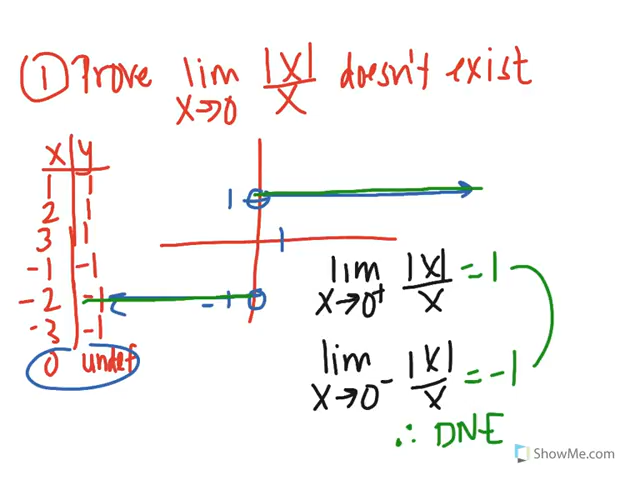 ① Prove lim x→0 |x|/x doesn't exist
x | y
1 | 1
2 | 1
3 | 1
-1 | -1
-2 | -1
-3 | -1
0 | undef
1
1
-1
lim x→0⁺ |x|/x = 1
lim x→0⁻ |x|/x = -1
∴ DNE
ShowMe.com